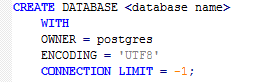 CREATE DATABASE <database name>
WITH
OWNER = postgres
ENCODING = 'UTF8'
CONNECTION LIMIT = -1;